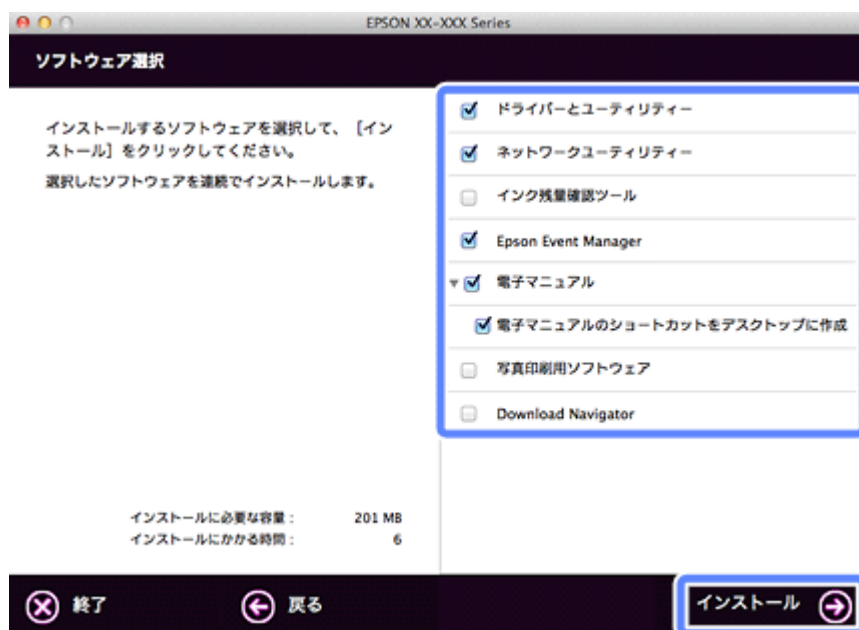 EPSON XX-XXX Series
ソフトウェア選択
インストールするソフトウェアを選択して、［イン
ストール］をクリックしてください。
選択したソフトウェアを連続でインストールします。
ドライバーとユーティリティー
ネットワークユーティリティー
インク残量確認ツール
Epson Event Manager
電子マニュアル
電子マニュアルのショートカットをデスクトップに作成
写真印刷用ソフトウェア
Download Navigator
インストールに必要な容量： 201 MB
インストールにかかる時間： 6
終了
戻る
インストール